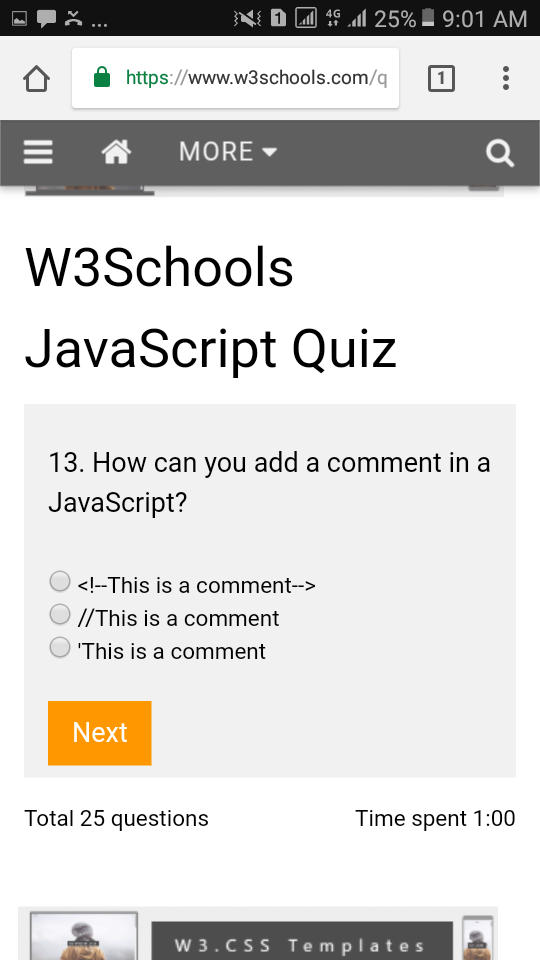 ... 1 4G 25% 9:01 AM
https://www.w3schools.com/q 1
MORE
W3Schools
JavaScript Quiz
13. How can you add a comment in a
JavaScript?
<!--This is a comment-->
//This is a comment
'This is a comment
Next
Total 25 questions Time spent 1:00
W3.CSS Templates